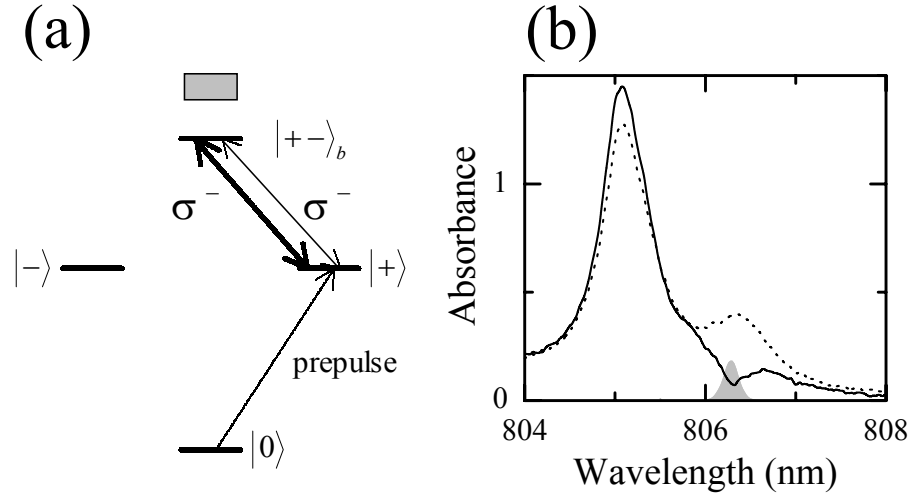 (a)
|+−⟩b
σ−
σ−
|−⟩
|+⟩
prepulse
|0⟩
(b)
Absorbance
1
0
804
806
808
Wavelength (nm)